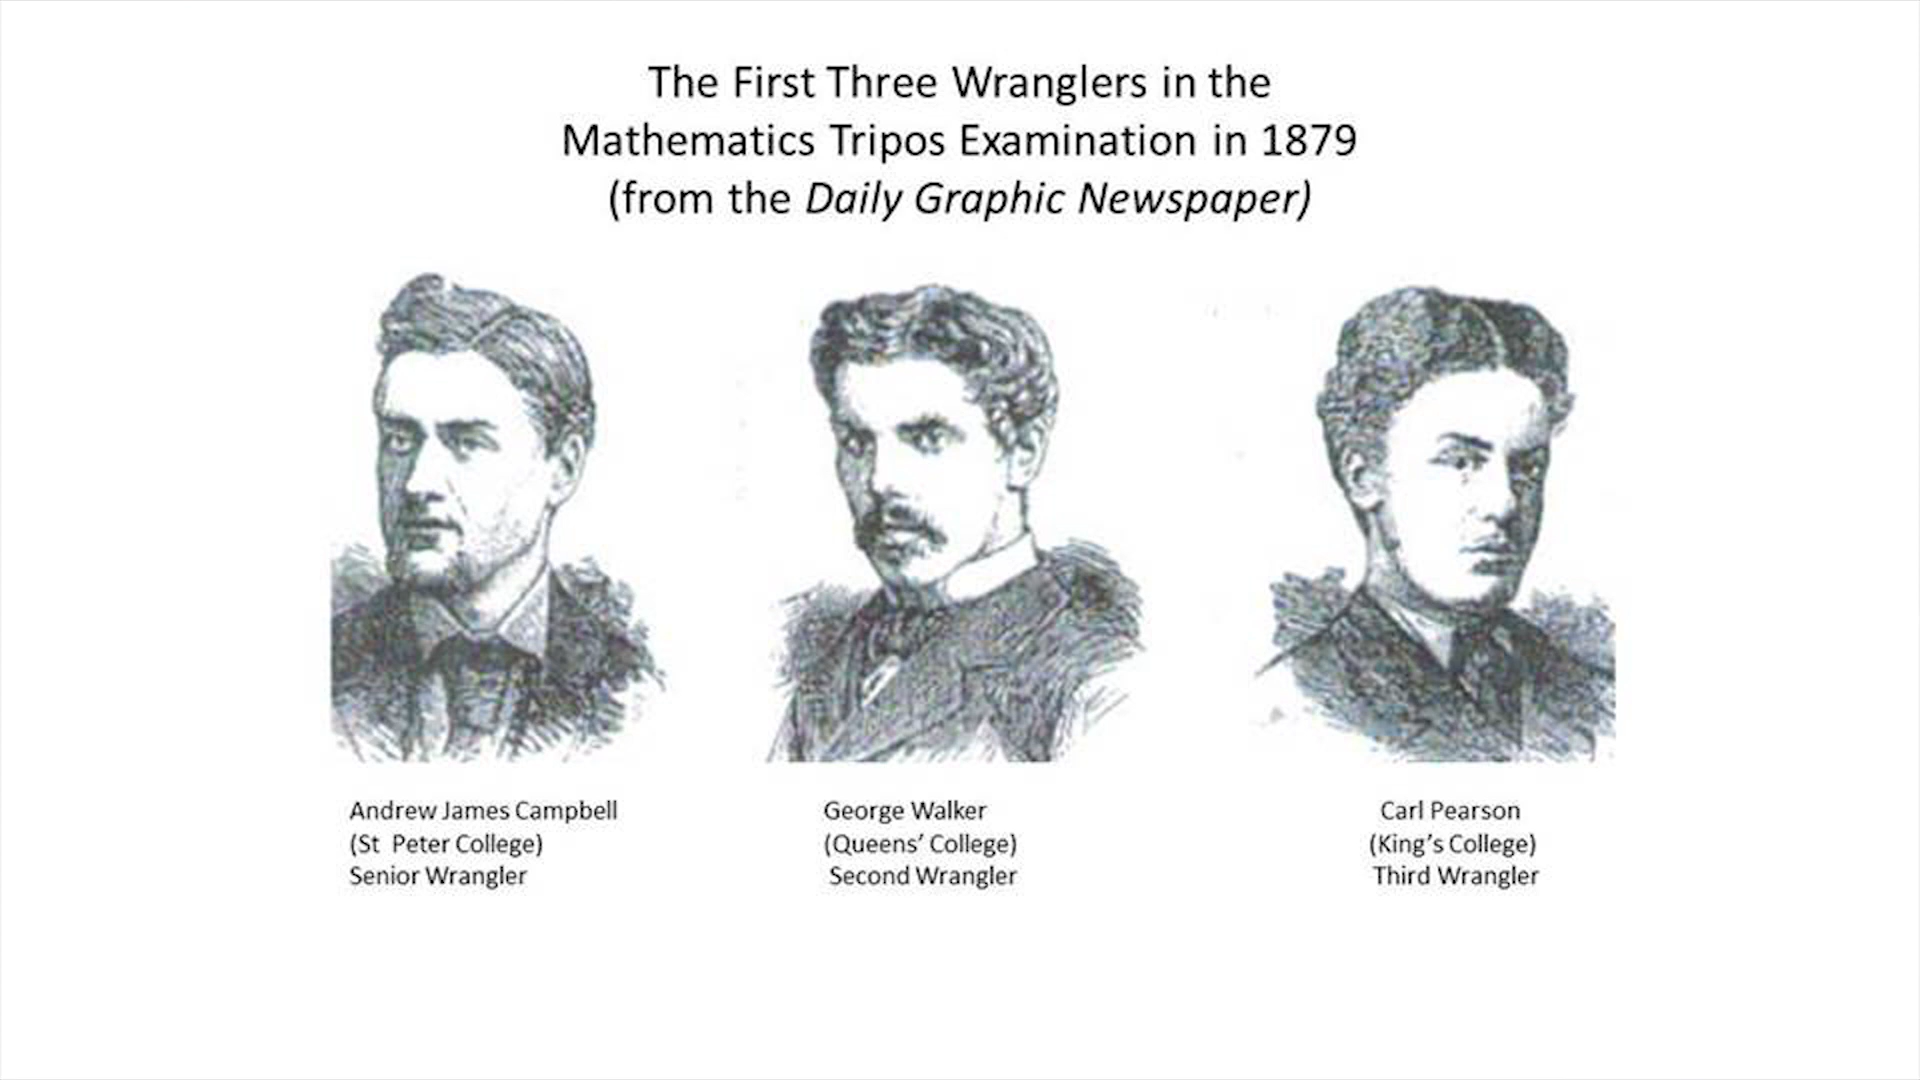 The First Three Wranglers in the
Mathematics Tripos Examination in 1879
(from the Daily Graphic Newspaper)
Andrew James Campbell
(St Peter College)
Senior Wrangler
George Walker
(Queens’ College)
Second Wrangler
Carl Pearson
(King’s College)
Third Wrangler